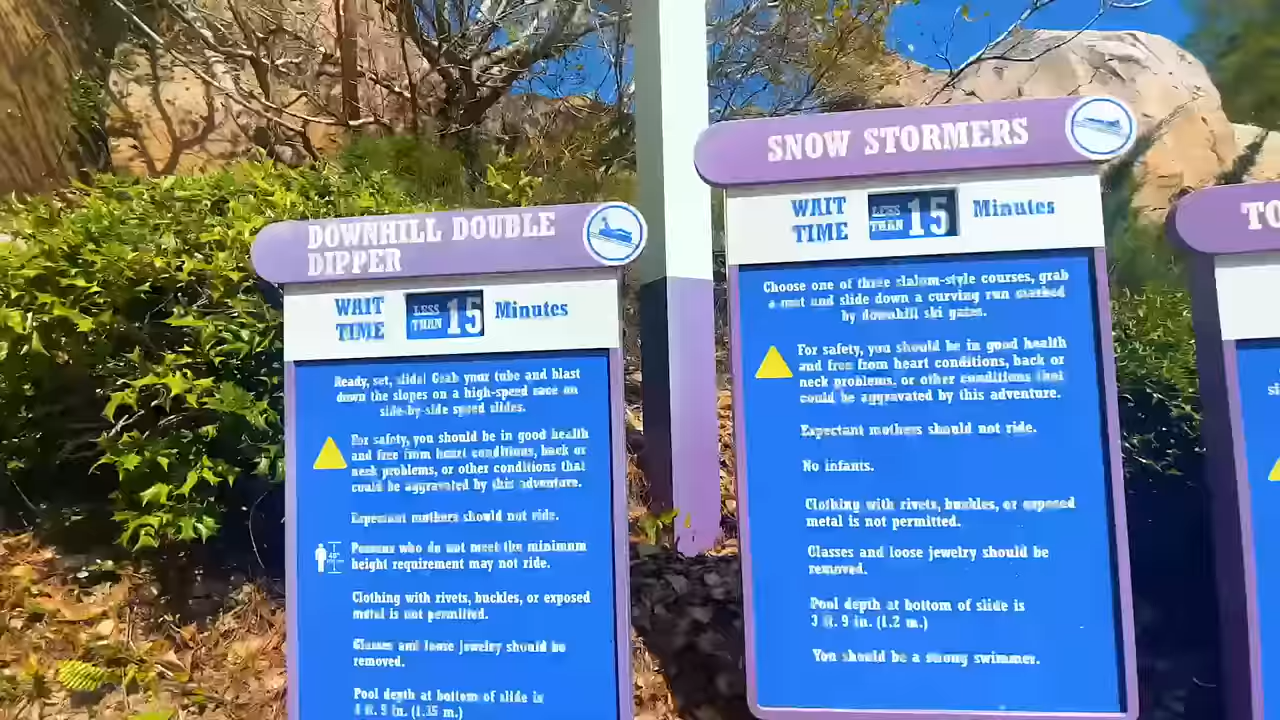 DOWNHILL DOUBLE
DIPPER
WAIT
TIME
LESS
THAN
15
Minutes
Ready, set, slide! Grab your tube and blast
down the slopes on a high-speed race on
side-by-side speed slides.
For safety, you should be in good health
and free from heart conditions, back or
neck problems, or other conditions that
could be aggravated by this adventure.
Expectant mothers should not ride.
48"
Persons who do not meet the minimum
height requirement may not ride.
Clothing with rivets, buckles, or exposed
metal is not permitted.
Glasses and loose jewelry should be
removed.
Pool depth at bottom of slide is
4 ft. 5 in. (1.35 m.)
SNOW STORMERS
WAIT
TIME
LESS
THAN
15
Minutes
Choose one of three slalom-style courses, grab
a mat and slide down a curving run marked
by downhill ski gates.
For safety, you should be in good health
and free from heart conditions, back or
neck problems, or other conditions that
could be aggravated by this adventure.
Expectant mothers should not ride.
No infants.
Clothing with rivets, buckles, or exposed
metal is not permitted.
Glasses and loose jewelry should be
removed.
Pool depth at bottom of slide is
3 ft. 9 in. (1.2 m.)
You should be a strong swimmer.
TO
si